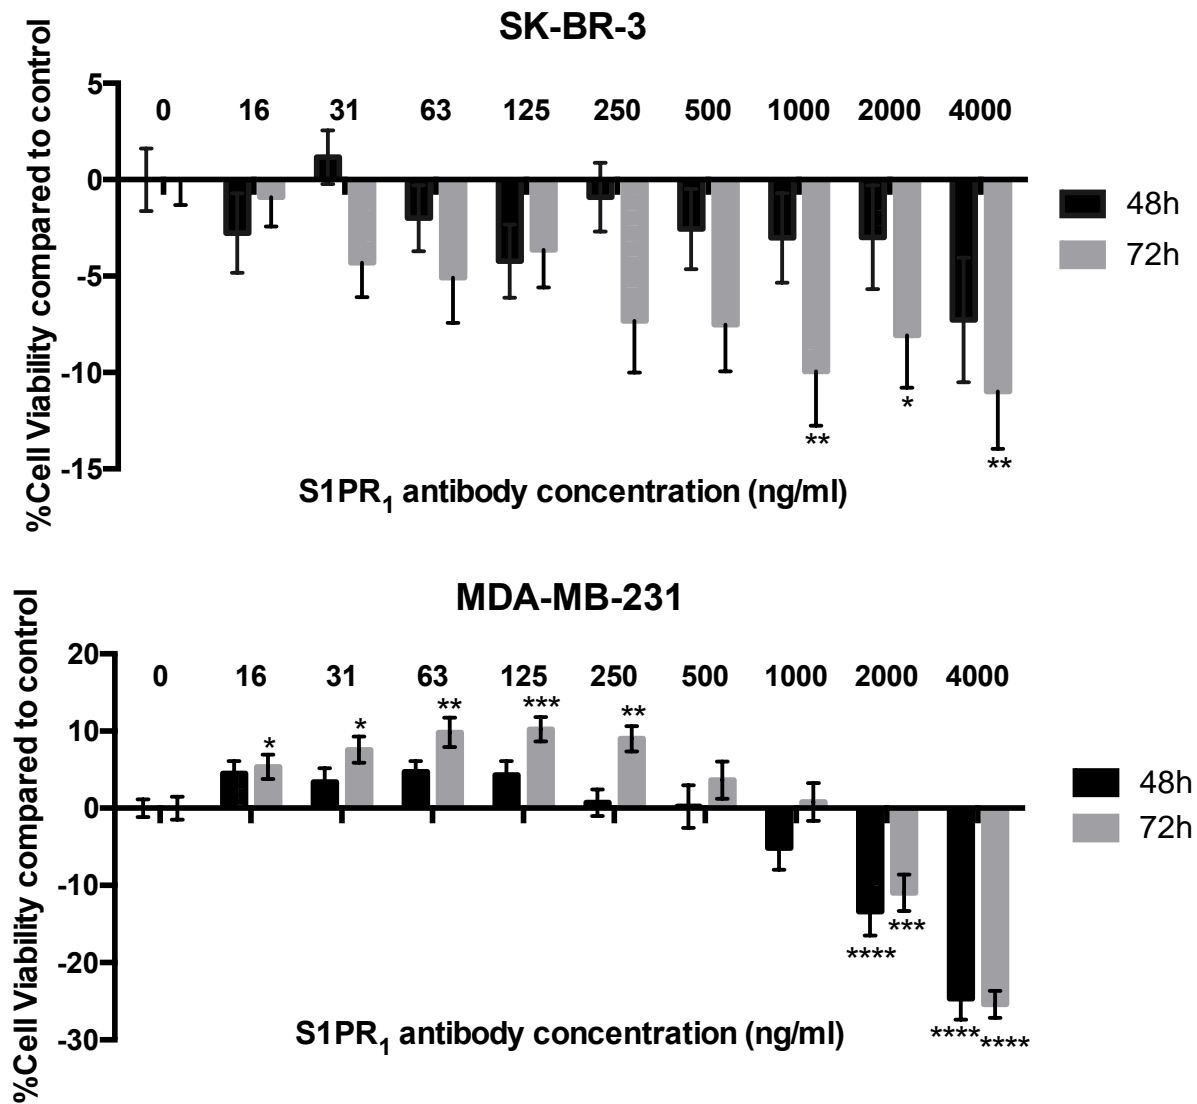 SK-BR-3
%Cell Viability compared to control
5
0 16 31 63 125 250 500 1000 2000 4000
0
-5
-10
-15
48h
72h
*
**
**
S1PR1 antibody concentration (ng/ml)
MDA-MB-231
%Cell Viability compared to control
20
0 16 31 63 125 250 500 1000 2000 4000
* * ** *** **
10
0
-10
-20
-30
48h
72h
**** ***
**** ****
S1PR1 antibody concentration (ng/ml)